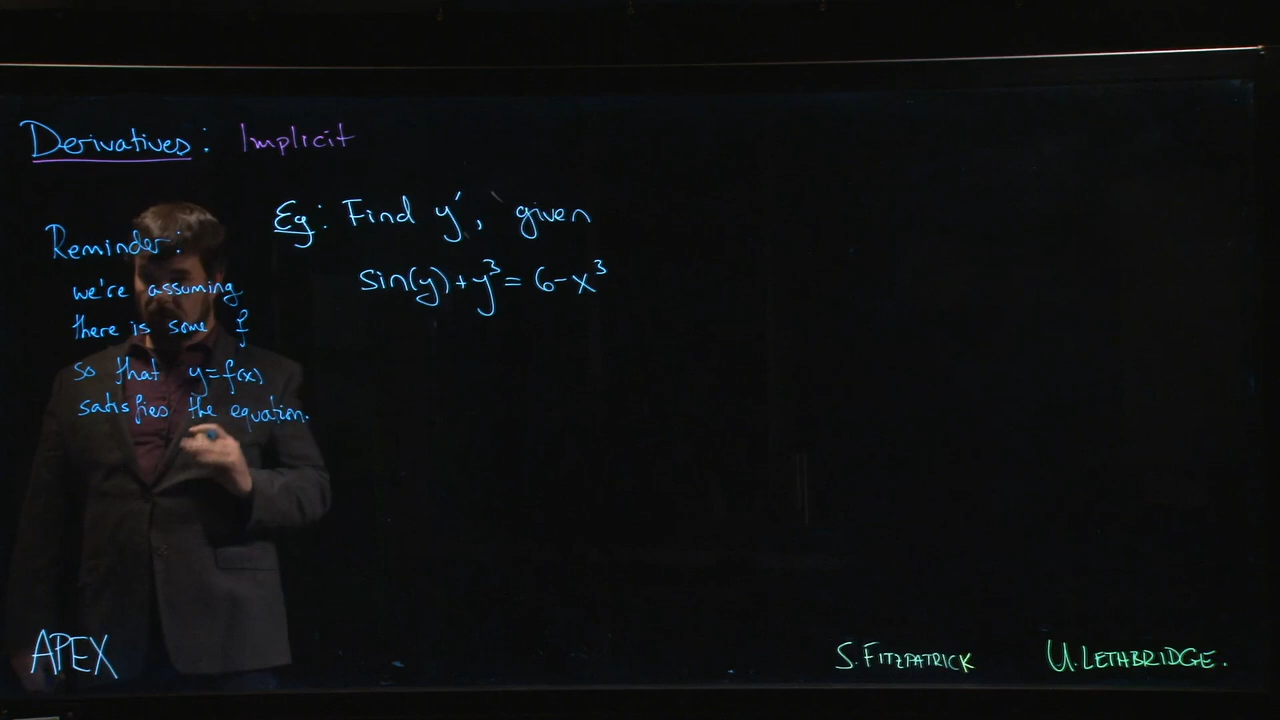 Derivatives: Implicit
Reminder:
we're assuming
there is some f
so that y=f(x)
satisfies the equation.
Eg: Find y', given
sin(y)+y³=6-x³
APEX
S. FITZPATRICK
U. LETHBRIDGE.